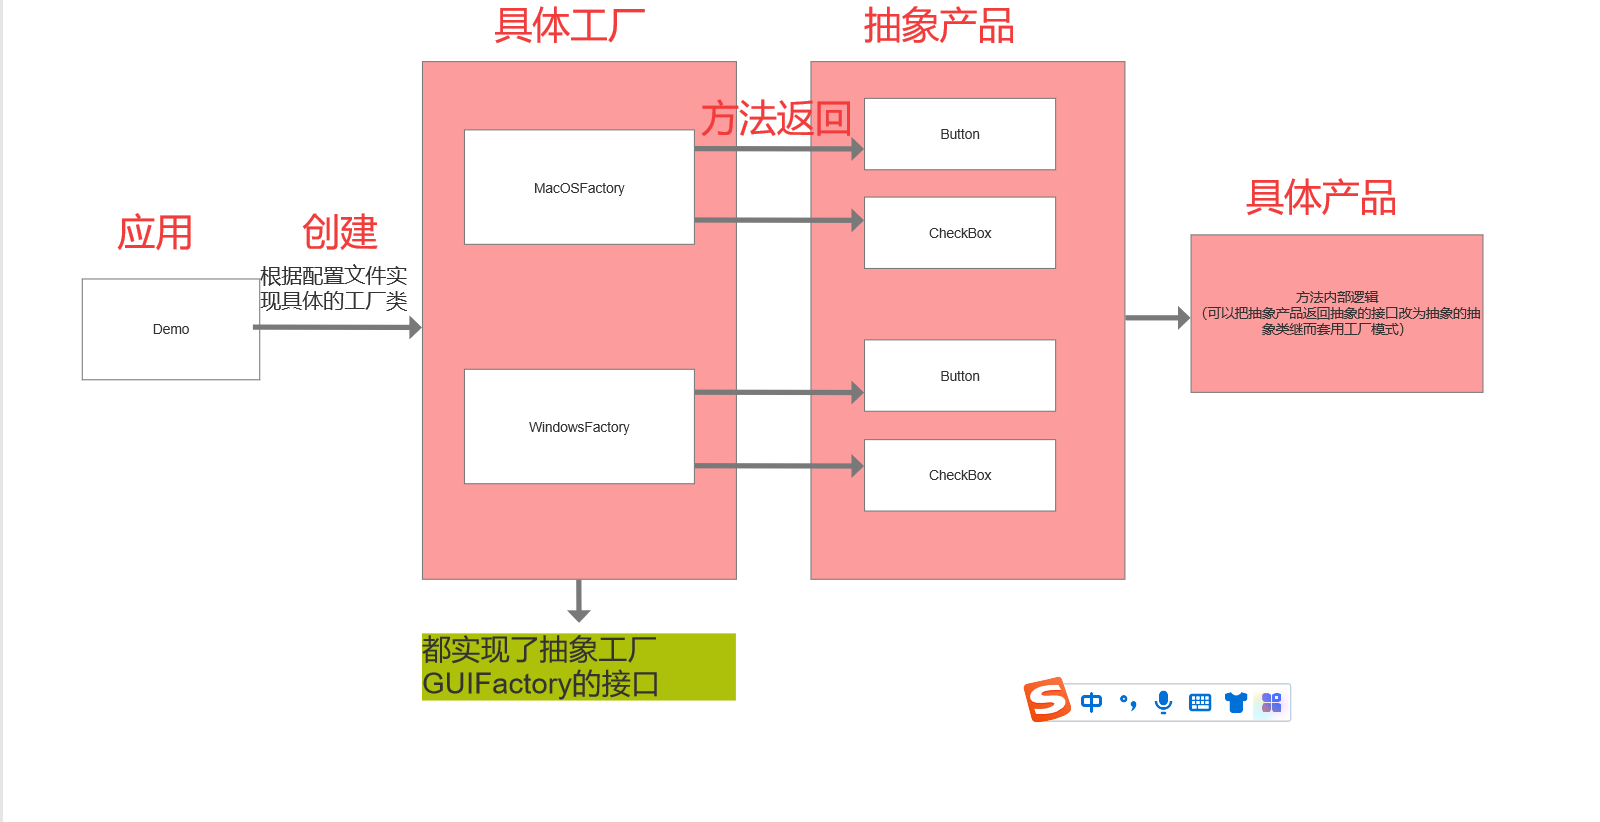 具体工厂
抽象产品
方法返回
Button
MacOSFactory
CheckBox
具体产品
应用
创建
根据配置文件实
现具体的工厂类
Demo
方法内部逻辑
（可以把抽象产品返回抽象的接口改为抽象的抽
象类继而套用工厂模式）
Button
WindowsFactory
CheckBox
都实现了抽象工厂
GUIFactory的接口
S
中